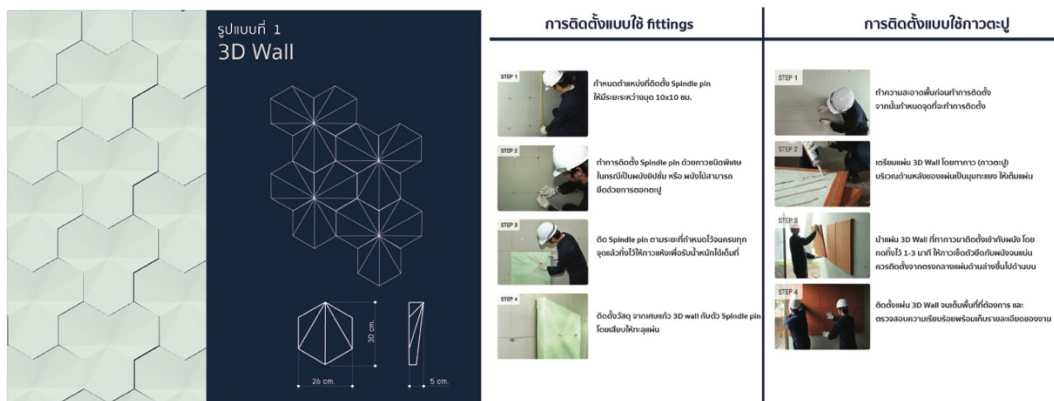 รูปแบบที่ 1
3D Wall
30 cm.
26 cm.
5 cm.
การติดตั้งแบบใช้ fittings
STEP 1
กำหนดตำแหน่งที่ติดตั้ง Spindle pin
ให้มีระยะระหว่างมุด 10x10 ซม.
STEP 2
ทำการติดตั้ง Spindle pin ด้วยกาวชนิดพิเศษ
ในกรณีเป็นผนังยิปซั่ม หรือ ผนังไม้สามารถ
ยึดด้วยการตอกตะปู
STEP 3
ติด Spindle pin ตามระยะที่กำหนดไว้จนครบทุก
จุดแล้วทิ้งไว้ให้กาวแห้งเพื่อรับน้ำหนักได้เต็มที่
STEP 4
ติดตั้งวัสดุ จากเศษแก้ว 3D wall กับตัว Spindle pin
โดยเสียบให้ทะลุแผ่น
การติดตั้งแบบใช้กาวตะปู
STEP 1
ทำความสะอาดพื้นก่อนทำการติดตั้ง
จากนั้นกำหนดจุดที่จะทำการติดตั้ง
STEP 2
เตรียมแผ่น 3D Wall โดยทากาว (กาวตะปู)
บริเวณด้านหลังของแผ่นเป็นมุมทะแยง ให้เต็มแผ่น
STEP 3
นำแผ่น 3D Wall ที่ทากาวมาติดตั้งเข้ากับผนัง โดย
กดทิ้งไว้ 1-3 นาที ให้กาวเซ็ตตัวยึดกับผนังจนแน่น
ควรติดตั้งจากตรงกลางแผ่นด้านล่างขึ้นไปด้านบน
STEP 4
ติดตั้งแผ่น 3D Wall จนเต็มพื้นที่ที่ต้องการ และ
ตรวจสอบความเรียบร้อยพร้อมเก็บรายละเอียดของงาน